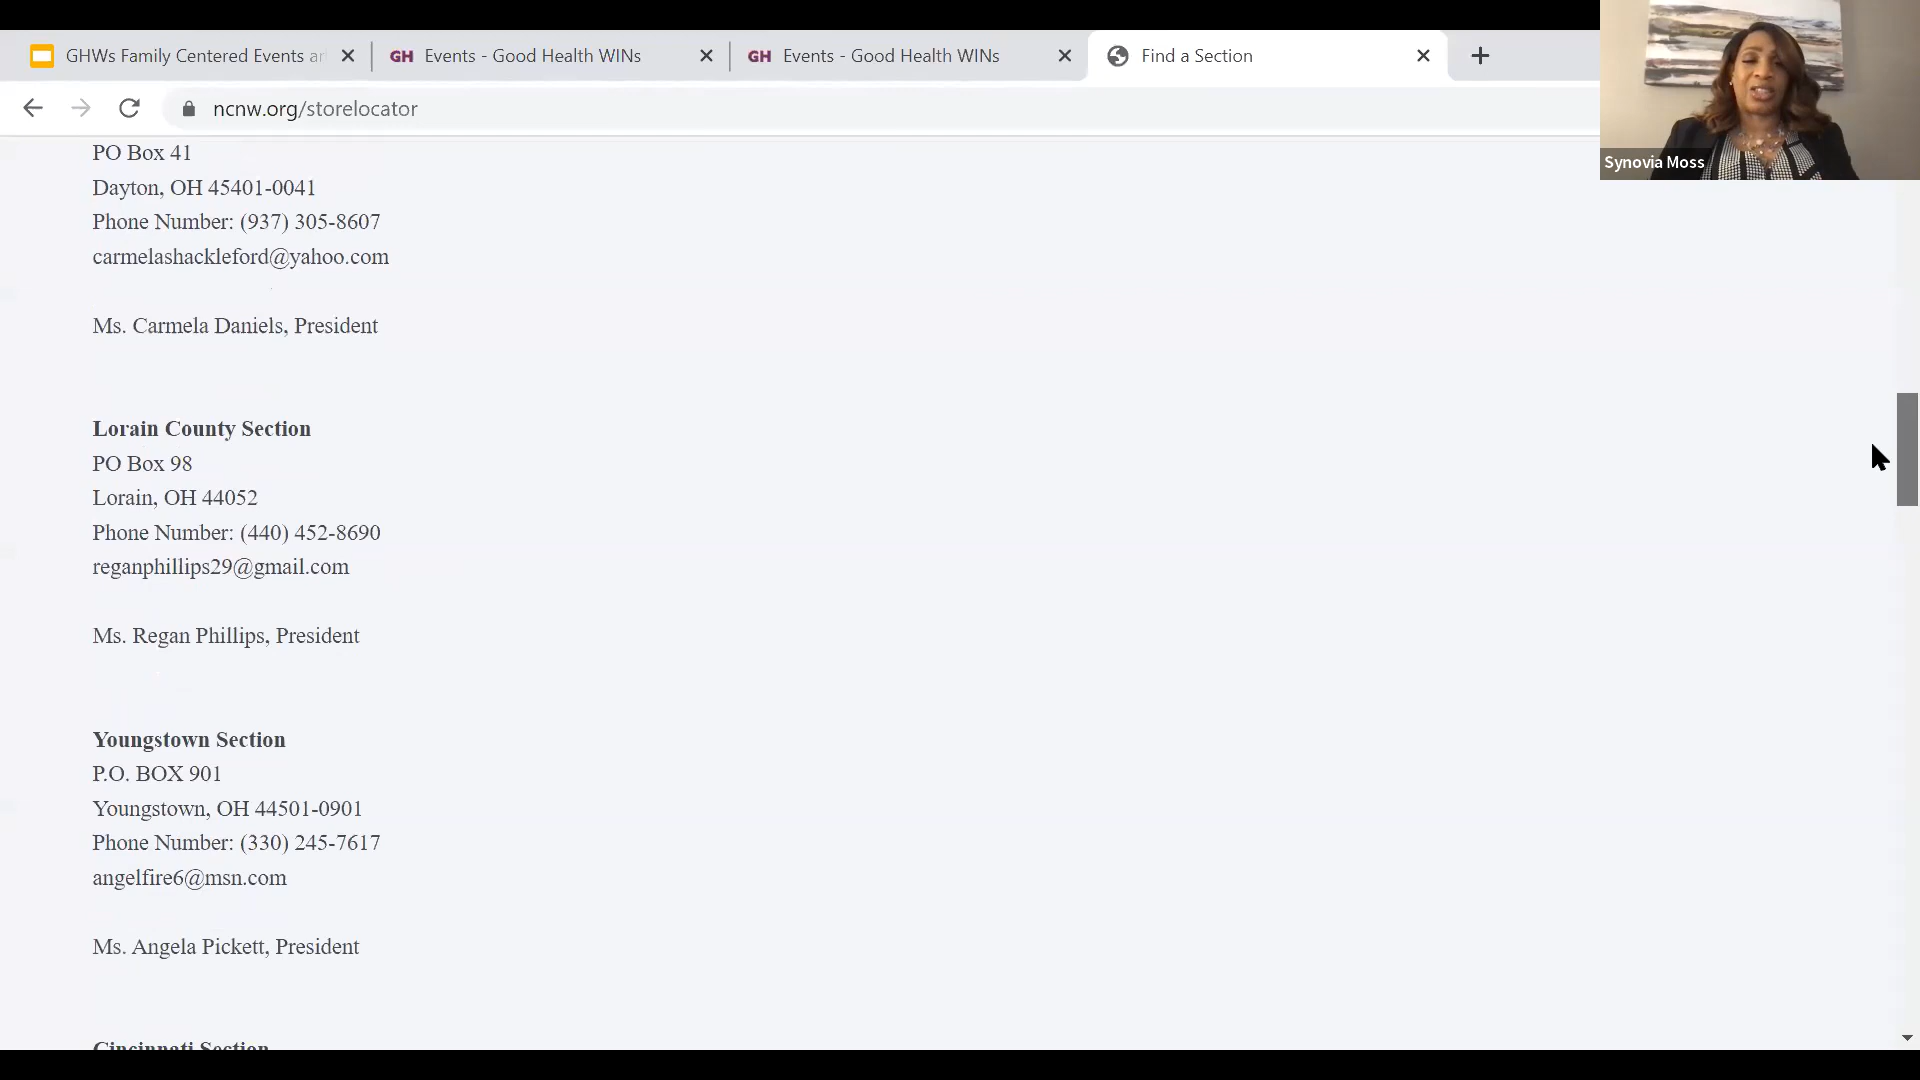 GHWs Family Centered Events ar
GH Events - Good Health WINs
GH Events - Good Health WINs
Find a Section
ncnw.org/storelocator
Synovia Moss
PO Box 41
Dayton, OH 45401-0041
Phone Number: (937) 305-8607
carmelashackleford@yahoo.com
Ms. Carmela Daniels, President
Lorain County Section
PO Box 98
Lorain, OH 44052
Phone Number: (440) 452-8690
reganphillips29@gmail.com
Ms. Regan Phillips, President
Youngstown Section
P.O. BOX 901
Youngstown, OH 44501-0901
Phone Number: (330) 245-7617
angelfire6@msn.com
Ms. Angela Pickett, President
Cincinnati Section